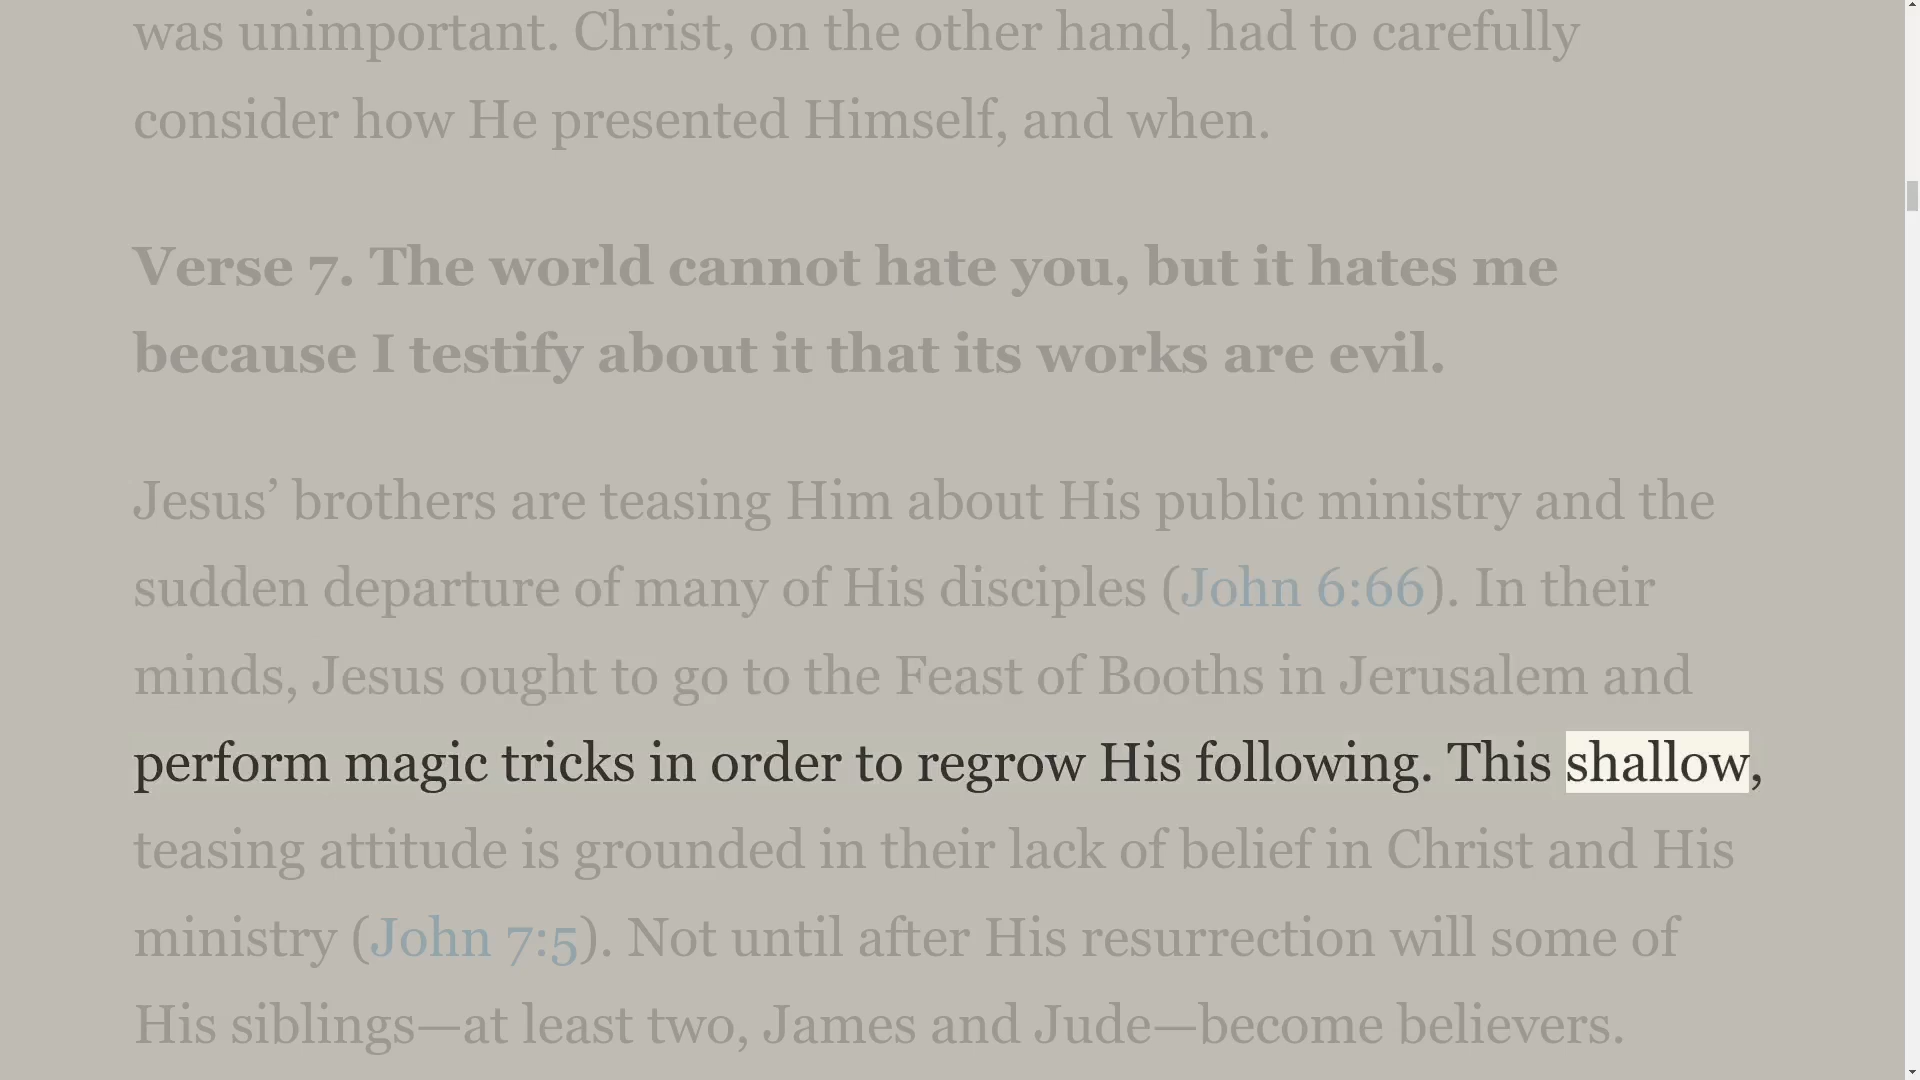 was unimportant. Christ, on the other hand, had to carefully
consider how He presented Himself, and when.
Verse 7. The world cannot hate you, but it hates me
because I testify about it that its works are evil.
Jesus’ brothers are teasing Him about His public ministry and the
sudden departure of many of His disciples (John 6:66). In their
minds, Jesus ought to go to the Feast of Booths in Jerusalem and
perform magic tricks in order to regrow His following. This shallow,
teasing attitude is grounded in their lack of belief in Christ and His
ministry (John 7:5). Not until after His resurrection will some of
His siblings—at least two, James and Jude—become believers.